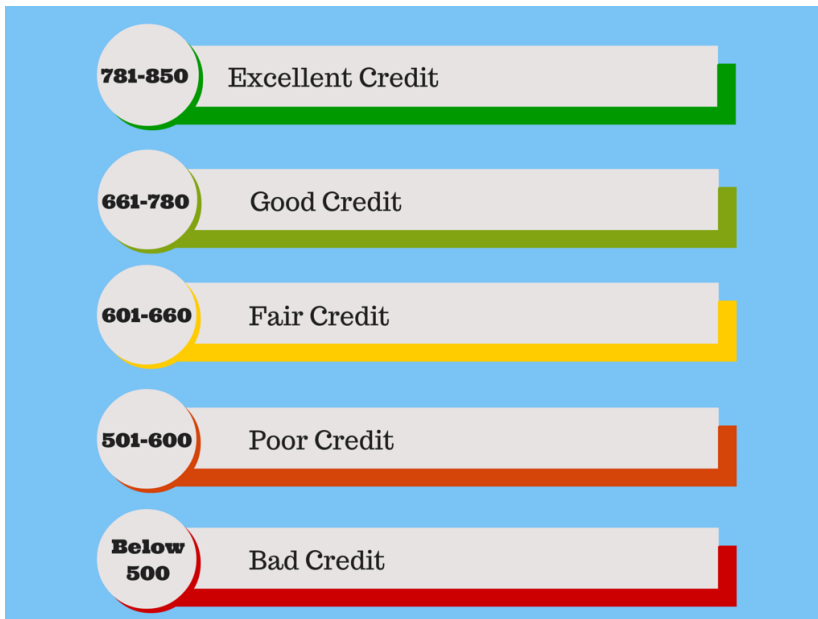 781-850 Excellent Credit
661-780 Good Credit
601-660 Fair Credit
501-600 Poor Credit
Below
500
Bad Credit